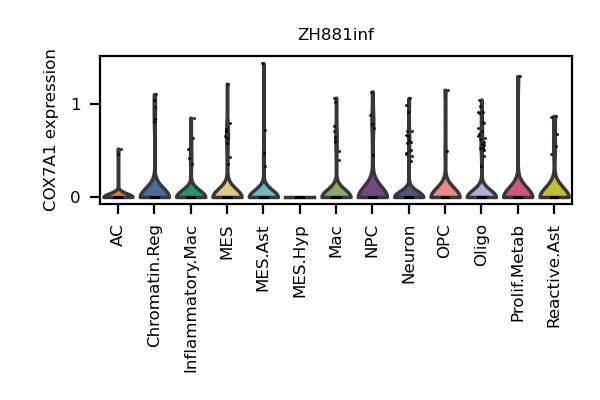 ZH881inf
COX7A1 expression
1
0
AC
Chromatin.Reg
Inflammatory.Mac
MES
MES.Ast
MES.Hyp
Mac
NPC
Neuron
OPC
Oligo
Prolif.Metab
Reactive.Ast